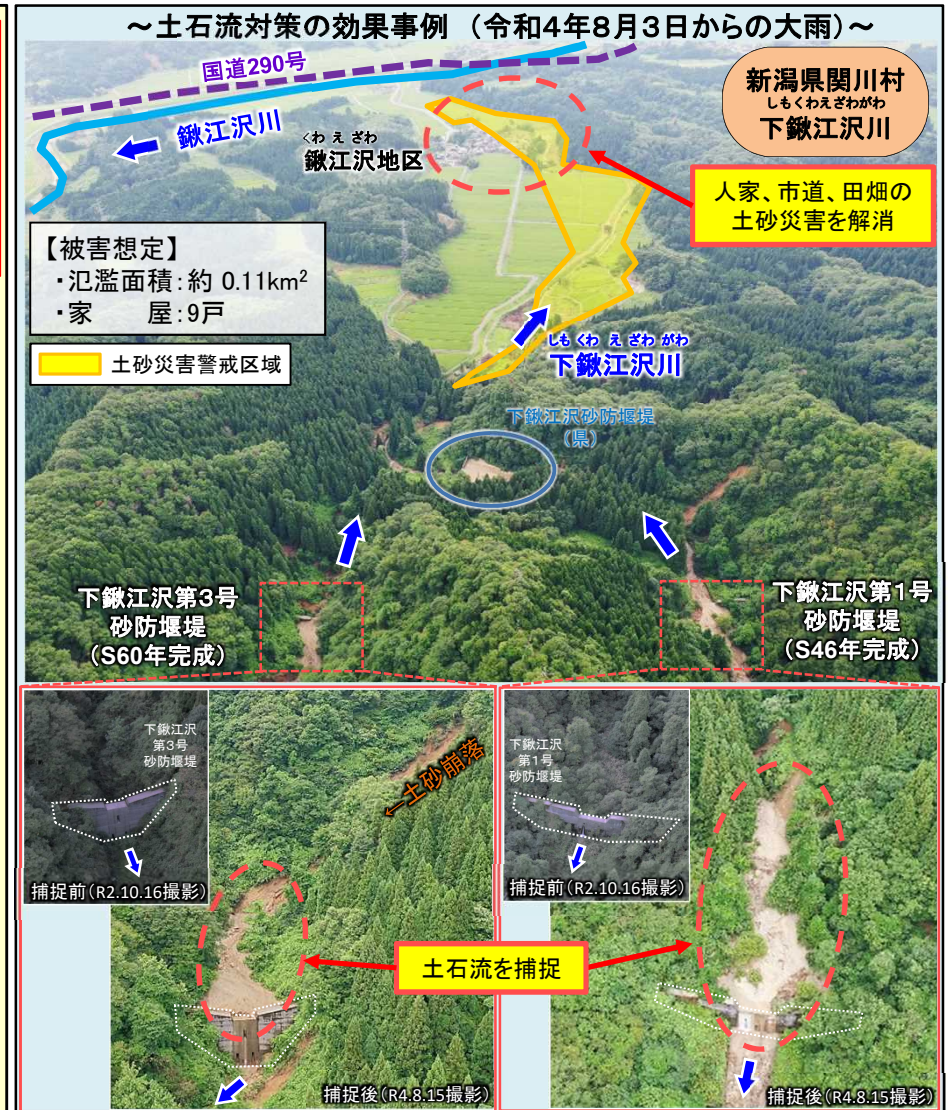 ～土石流対策の効果事例 （令和4年8月3日からの大雨）～
国道290号
鍬江沢川
くわ え ざわ
鍬江沢地区
新潟県関川村
しもくわえざわがわ
下鍬江沢川
人家、市道、田畑の
土砂災害を解消
【被害想定】
・氾濫面積：約 0.11km²
・家　　屋：9戸
土砂災害警戒区域
しも くわ え ざわ がわ
下鍬江沢川
下鍬江沢砂防堰堤
（県）
下鍬江沢第3号
砂防堰堤
（S60年完成）
下鍬江沢第1号
砂防堰堤
（S46年完成）
下鍬江沢
第3号
砂防堰堤
捕捉前（R2.10.16撮影）
←土砂崩落
捕捉後（R4.8.15撮影）
土石流を捕捉
下鍬江沢
第1号
砂防堰堤
捕捉前（R2.10.16撮影）
捕捉後（R4.8.15撮影）